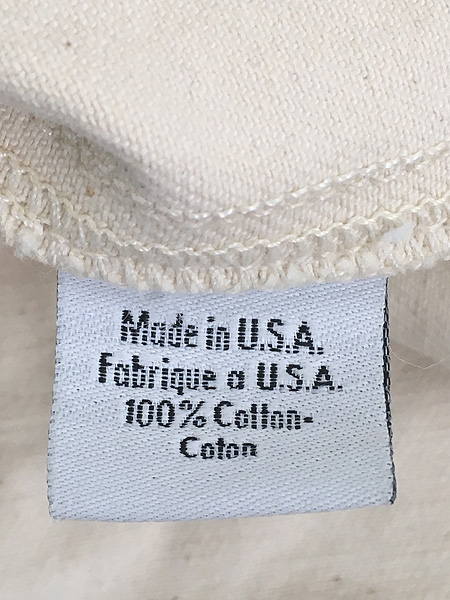 Made in U.S.A.
Fabrique a U.S.A.
100% Cotton-
Coton